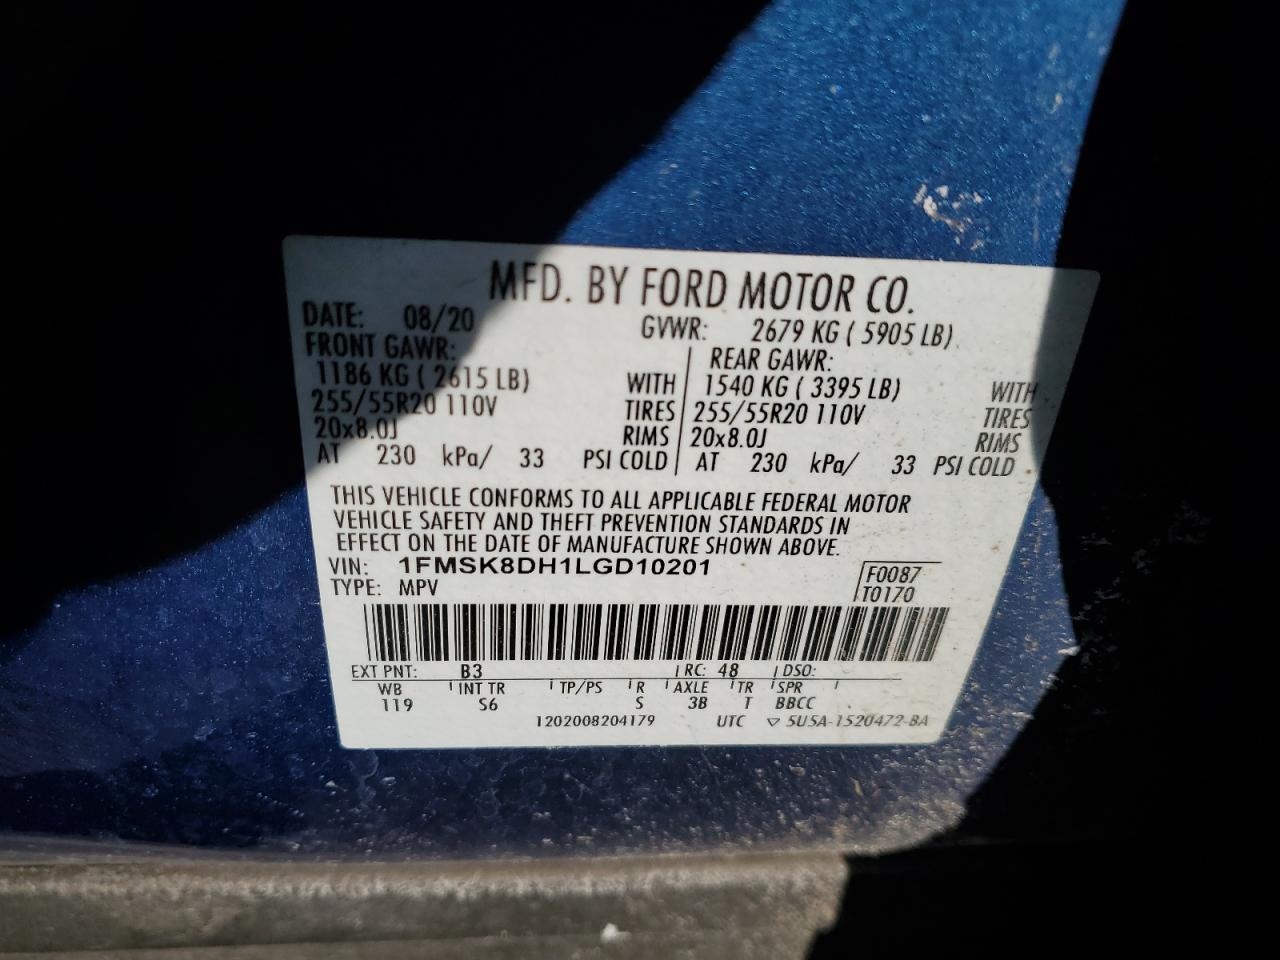 MFD. BY FORD MOTOR CO.
DATE: 08/20 GVWR: 2679 KG ( 5905 LB)
FRONT GAWR: REAR GAWR:
1186 KG ( 2615 LB) WITH 1540 KG ( 3395 LB) WITH
255/55R20 110V TIRES 255/55R20 110V TIRES
20x8.0J RIMS 20x8.0J RIMS
AT 230 kPa/ 33 PSI COLD AT 230 kPa/ 33 PSI COLD
THIS VEHICLE CONFORMS TO ALL APPLICABLE FEDERAL MOTOR
VEHICLE SAFETY AND THEFT PREVENTION STANDARDS IN
EFFECT ON THE DATE OF MANUFACTURE SHOWN ABOVE.
VIN: 1FMSK8DH1LGD10201 F0087
TYPE: MPV T0170
EXT PNT: B3 RC: 48 DSO:
WB INT TR TP/PS R AXLE TR SPR
119 S6 S 3B T BBCC
1202008204179 UTC ▽ 5U5A-1520472-BA